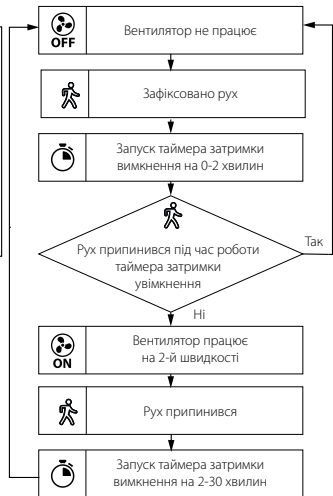 OFF
Вентилятор не працює
Зафіксовано рух
Запуск таймера затримки
вимкнення на 0-2 хвилин
Рух припинився під час роботи
таймера затримки
увімкнення
Так
Ні
ON
Вентилятор працює
на 2-й швидкості
Рух припинився
Запуск таймера затримки
вимкнення на 2-30 хвилин